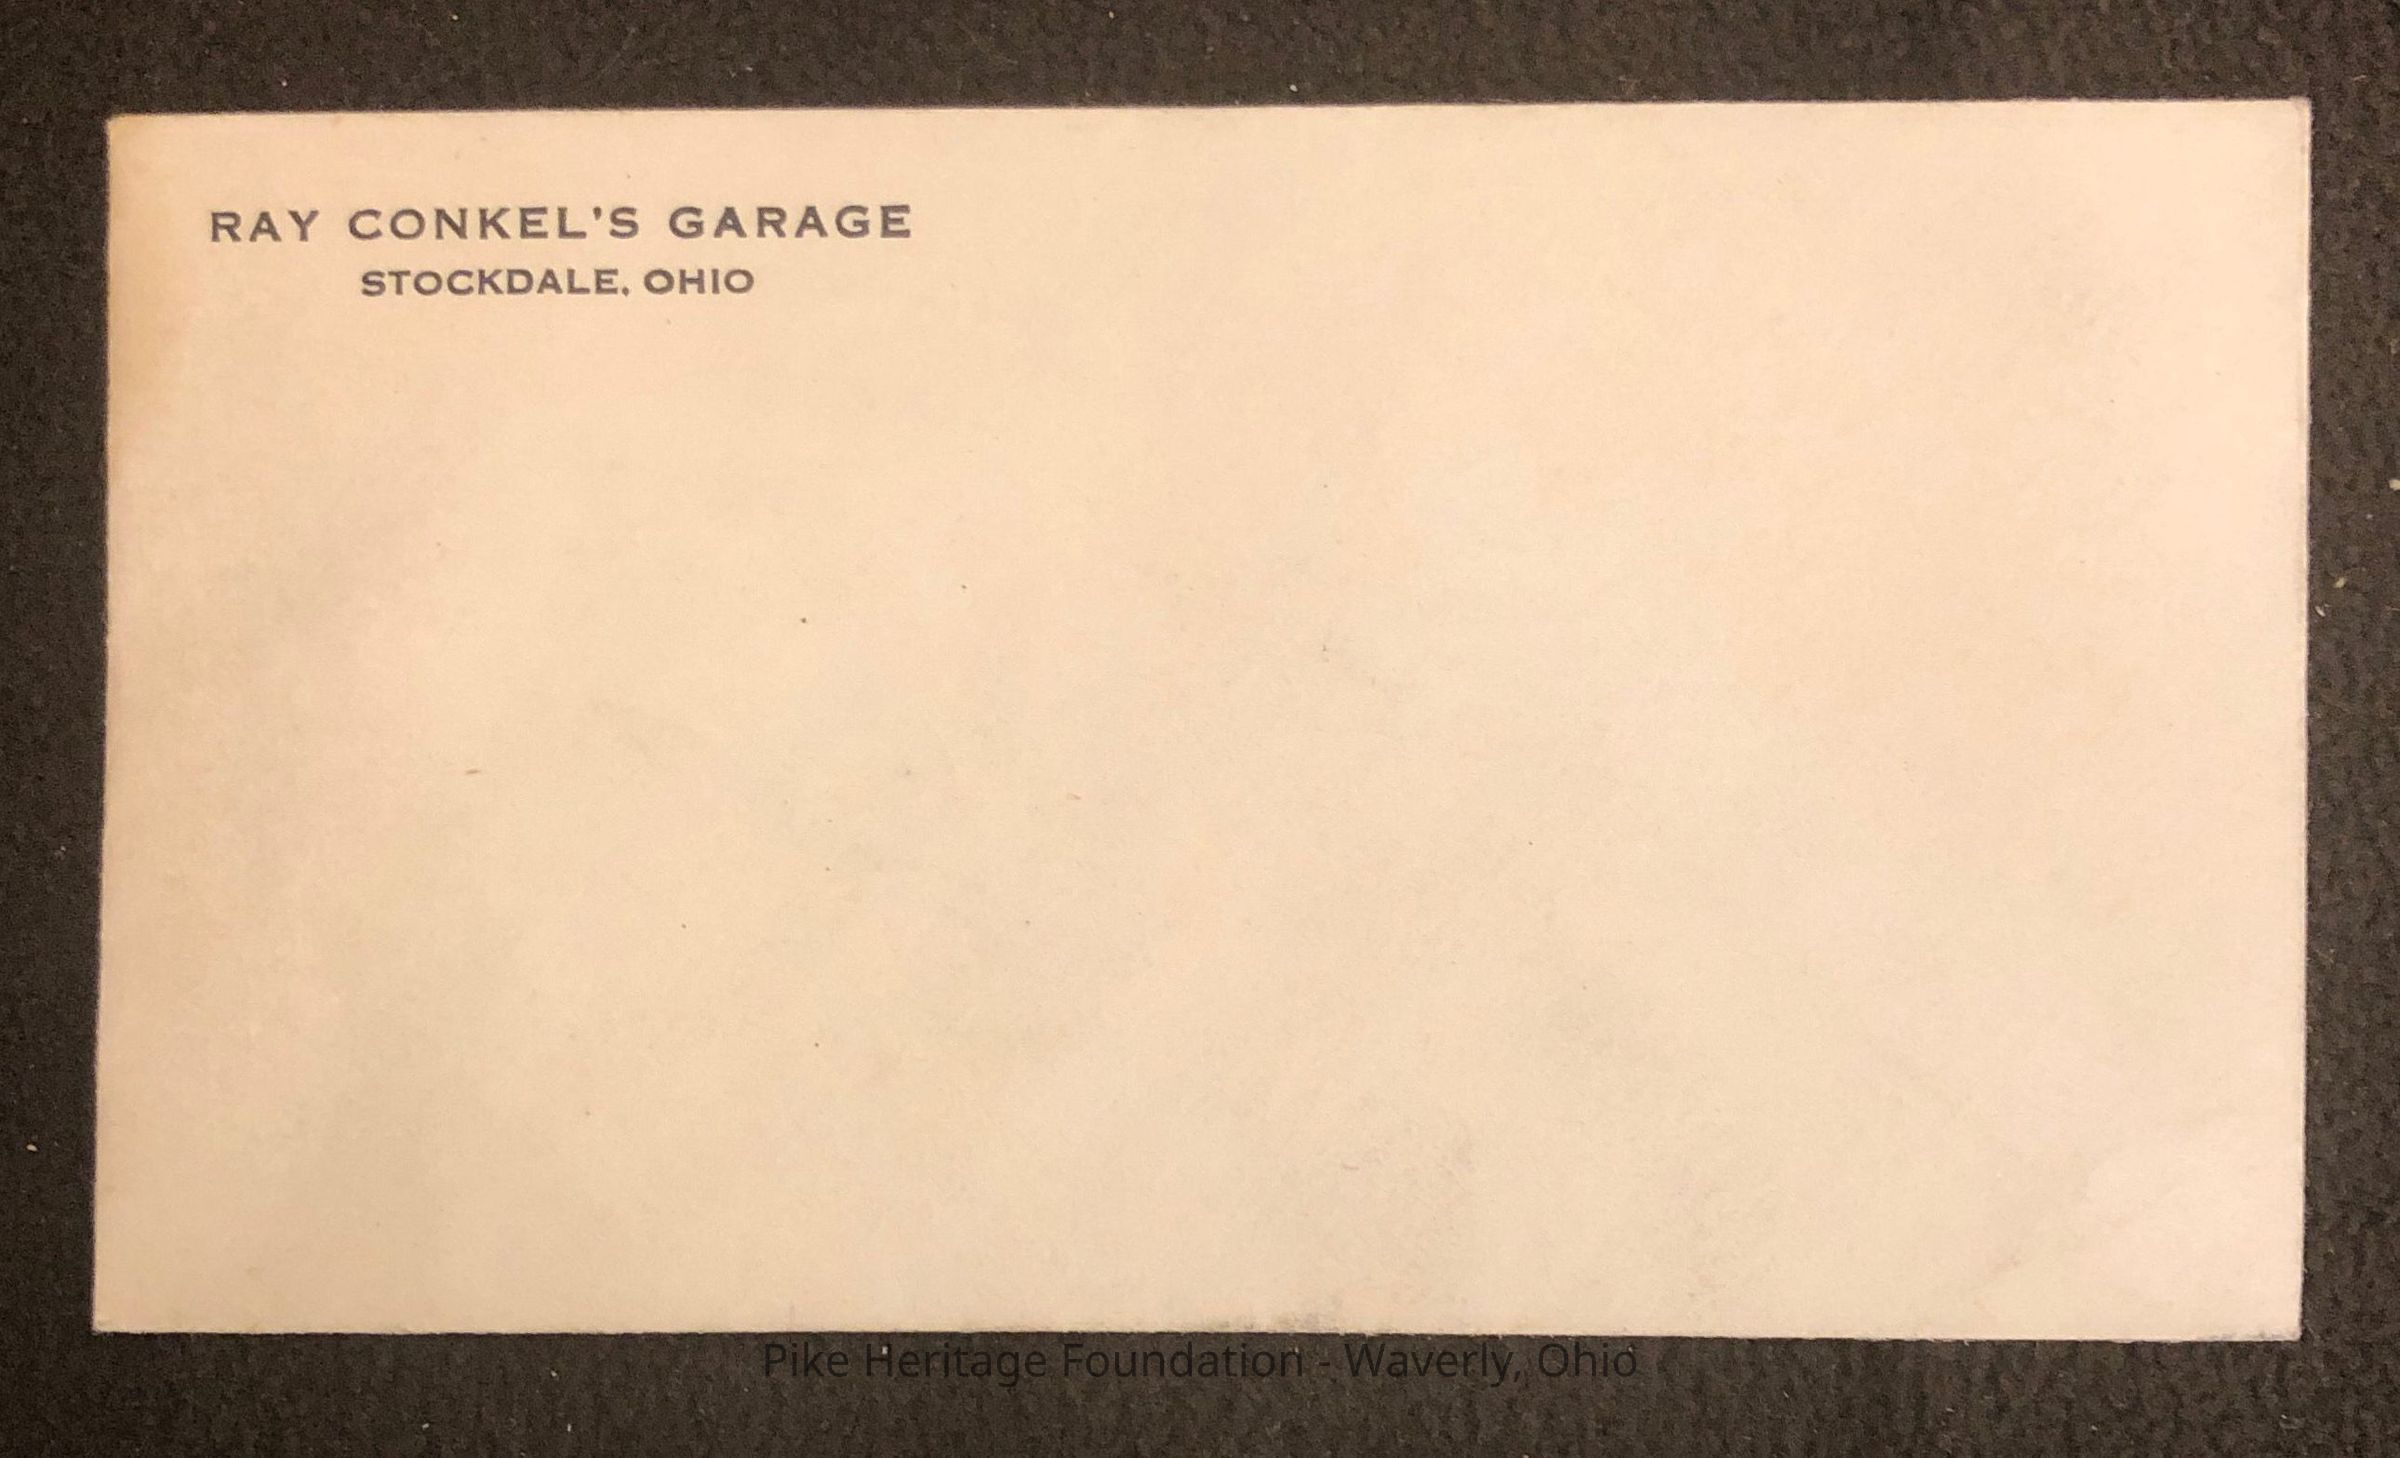 RAY CONKEL'S GARAGE
STOCKDALE, OHIO
Pike Heritage Foundation - Waverly, Ohio